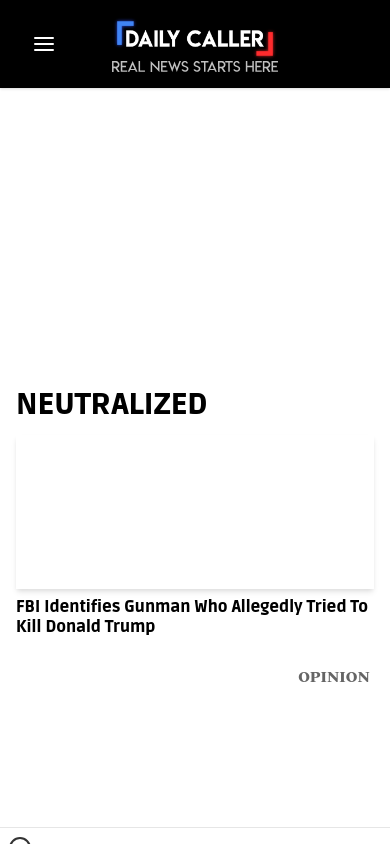 DAILY CALLER
REAL NEWS STARTS HERE
NEUTRALIZED
FBI Identifies Gunman Who Allegedly Tried To
Kill Donald Trump
OPINION